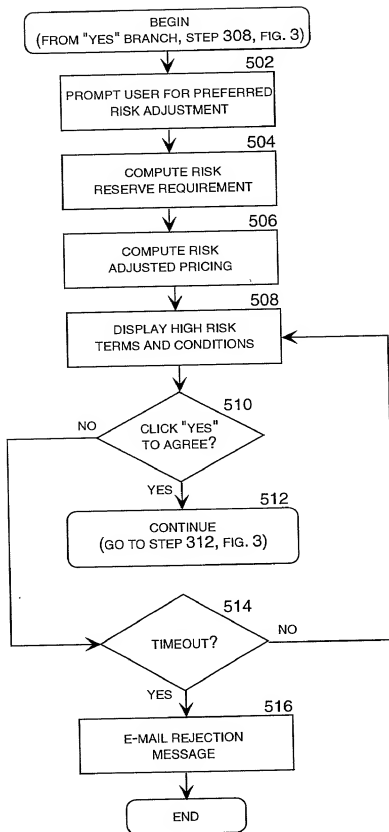 BEGIN
(FROM "YES" BRANCH, STEP 308, FIG. 3)
502
PROMPT USER FOR PREFERRED
RISK ADJUSTMENT
504
COMPUTE RISK
RESERVE REQUIREMENT
506
COMPUTE RISK
ADJUSTED PRICING
508
DISPLAY HIGH RISK
TERMS AND CONDITIONS
510
NO
CLICK "YES"
TO AGREE?
YES
512
CONTINUE
(GO TO STEP 312, FIG. 3)
514
TIMEOUT?
NO
YES
516
E-MAIL REJECTION
MESSAGE
END